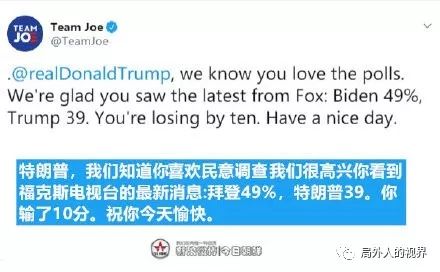 TEAM
JOE
Team Joe
@TeamJoe
.@realDonaldTrump, we know you love the polls.
We're glad you saw the latest from Fox: Biden 49%,
Trump 39. You're losing by ten. Have a nice day.
特朗普，我们知道你喜欢民意调查我们很高兴你看到
福克斯电视台的最新消息:拜登49%，特朗普39。你
输了10分。祝你今天愉快。
局外人的视界